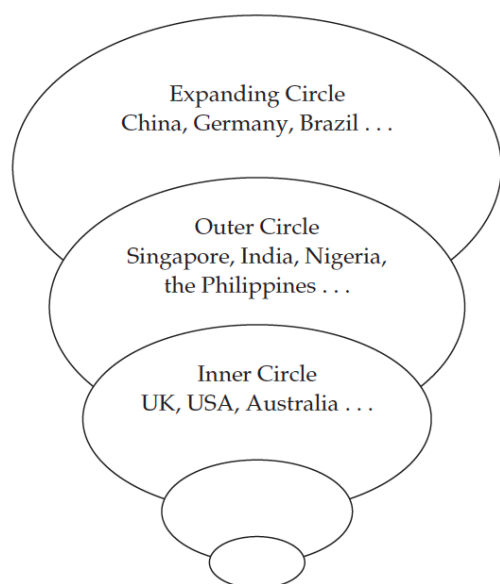 Expanding Circle
China, Germany, Brazil . . .
Outer Circle
Singapore, India, Nigeria,
the Philippines . . .
Inner Circle
UK, USA, Australia . . .